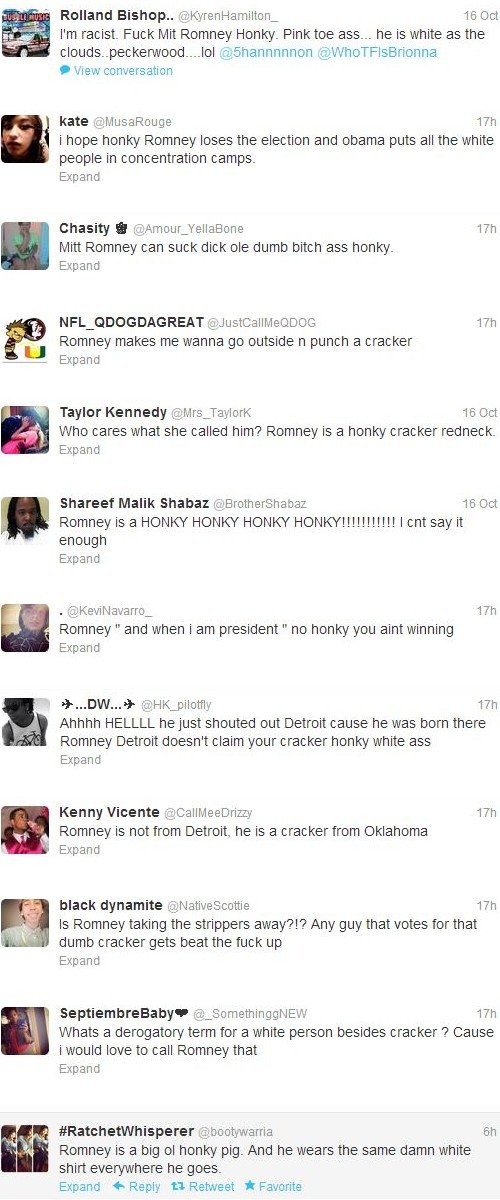 Rolland Bishop.. @KyrenHamilton_ 16 Oct
I'm racist. Fuck Mit Romney Honky. Pink toe ass... he is white as the
clouds..peckerwood....lol @5hannnnnon @WhoTFIsBrionna
View conversation
kate @MusaRouge 17h
i hope honky Romney loses the election and obama puts all the white
people in concentration camps.
Expand
Chasity @Amour_YellaBone 17h
Mitt Romney can suck dick ole dumb bitch ass honky.
Expand
NFL_QDOGDAGREAT @JustCallMeQDOG 17h
Romney makes me wanna go outside n punch a cracker
Expand
Taylor Kennedy @Mrs_TaylorK 16 Oct
Who cares what she called him? Romney is a honky cracker redneck.
Expand
Shareef Malik Shabaz @BrotherShabaz 16 Oct
Romney is a HONKY HONKY HONKY HONKY!!!!!!!!!!! I cnt say it
enough
Expand
. @KeviNavarro_ 17h
Romney " and when i am president " no honky you aint winning
Expand
✈...DW...✈ @HK_pilotfly 17h
Ahhhh HELLLL he just shouted out Detroit cause he was born there
Romney Detroit doesn't claim your cracker honky white ass
Expand
Kenny Vicente @CallMeeDrizzy 17h
Romney is not from Detroit, he is a cracker from Oklahoma
Expand
black dynamite @NativeScottie 17h
Is Romney taking the strippers away?!? Any guy that votes for that
dumb cracker gets beat the fuck up
Expand
SeptiembreBaby❤ @_SomethinggNEW 17h
Whats a derogatory term for a white person besides cracker ? Cause
i would love to call Romney that
Expand
#RatchetWhisperer @bootywarria 6h
Romney is a big ol honky pig. And he wears the same damn white
shirt everywhere he goes.
Expand Reply Retweet Favorite